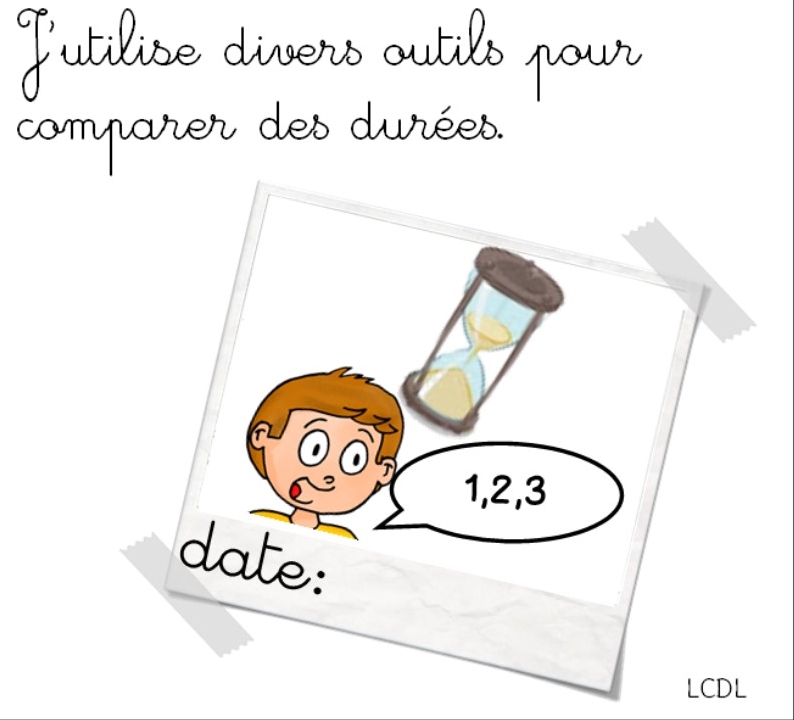 J'utilise divers outils pour
comparer des durées.
1,2,3
date:
LCDL